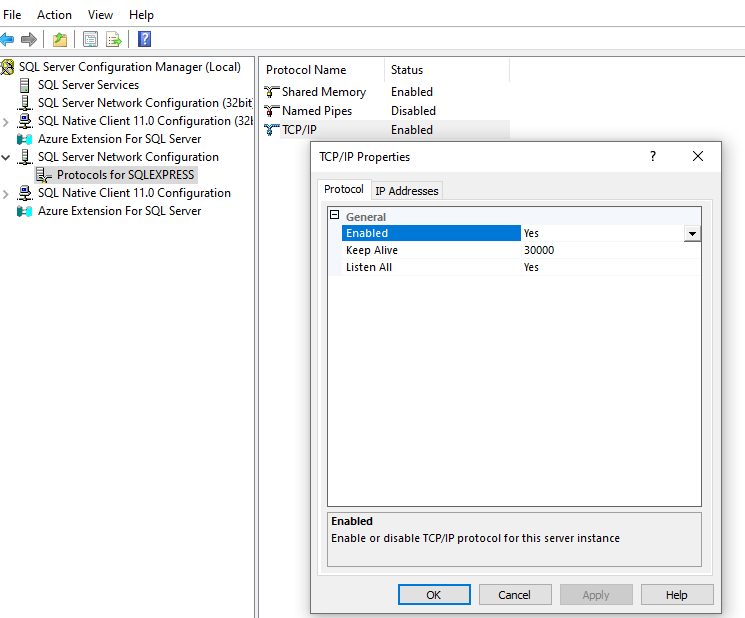 File Action View Help
SQL Server Configuration Manager (Local)
SQL Server Services
SQL Server Network Configuration (32bit
SQL Native Client 11.0 Configuration (32
Azure Extension For SQL Server
SQL Server Network Configuration
Protocols for SQLEXPRESS
SQL Native Client 11.0 Configuration
Azure Extension For SQL Server
Protocol Name Status
Shared Memory Enabled
Named Pipes Disabled
TCP/IP Enabled
TCP/IP Properties ?
Protocol IP Addresses
General
Enabled Yes
Keep Alive 30000
Listen All Yes
Enabled
Enable or disable TCP/IP protocol for this server instance
OK Cancel Apply Help